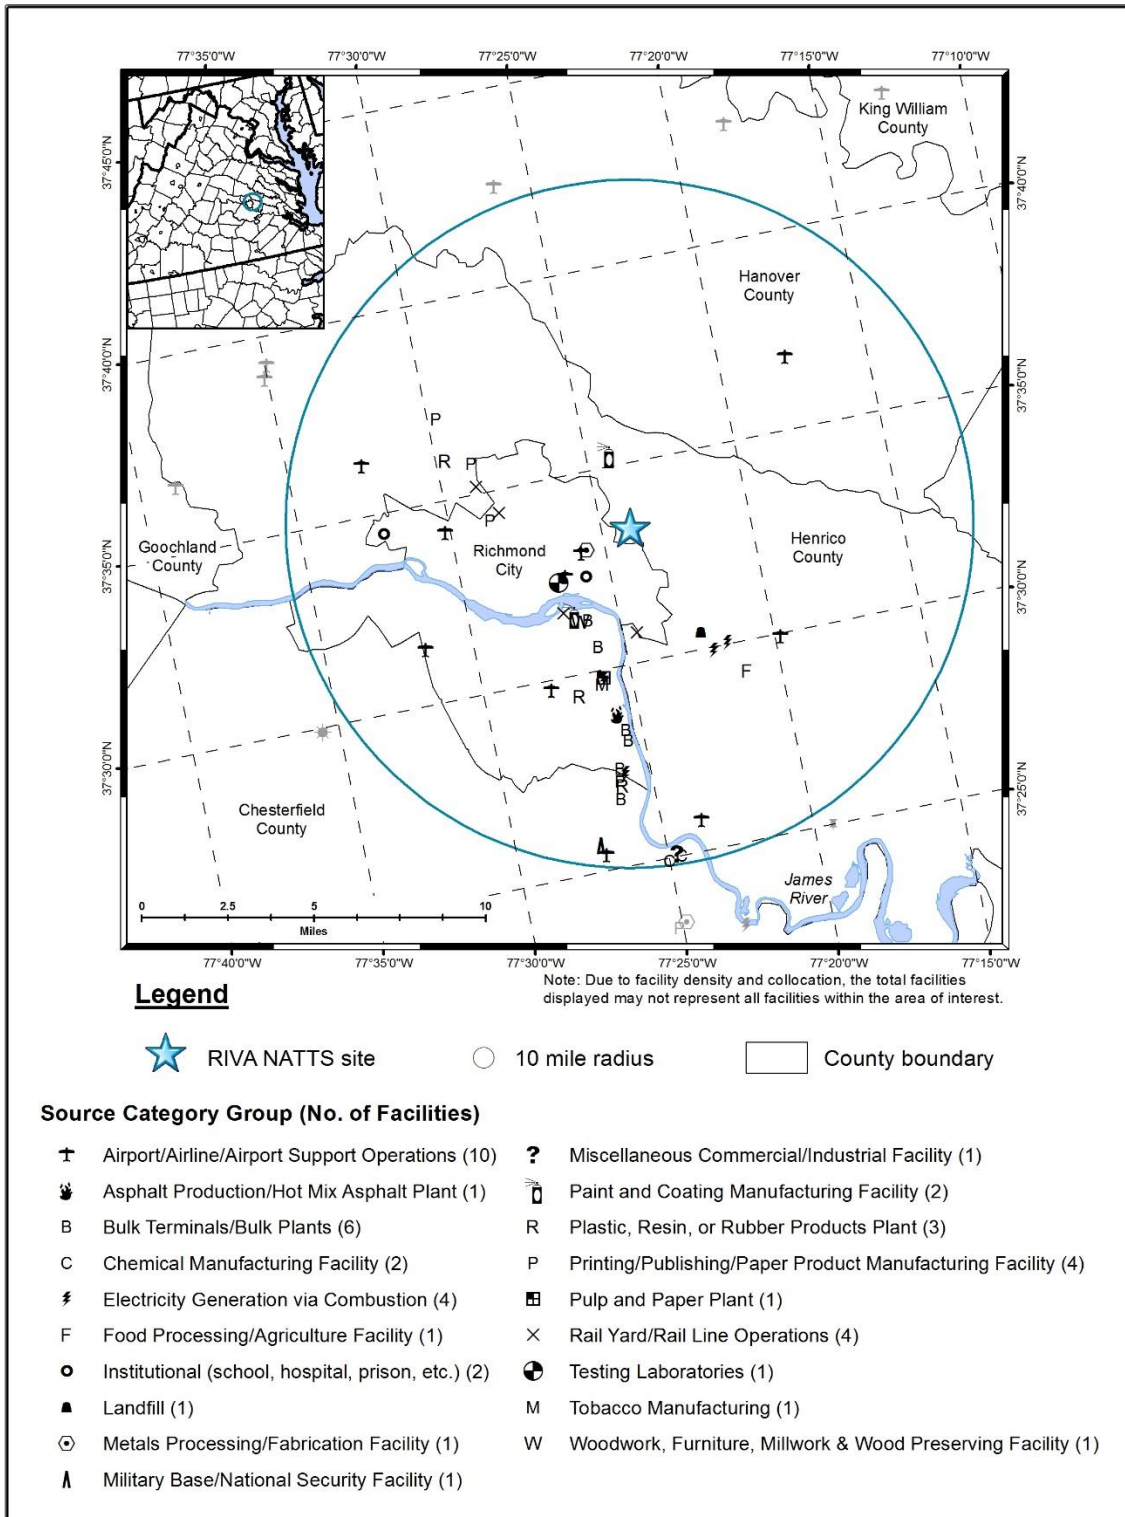 77°35'0"W 77°30'0"W 77°25'0"W 77°20'0"W 77°15'0"W 77°10'0"W
King William
County
37°45'0"N
37°40'0"N
Hanover
County
37°40'0"N
37°35'0"N
P
R P
P
Goochland
County
Richmond
City
Henrico
County
37°35'0"N
37°30'0"N
W B
B
F
M
R
B
B
37°30'0"N
37°25'0"N
B
R
B
Chesterfield
County
?
C
James
River
P
0 2.5 5 10
Miles
77°40'0"W 77°35'0"W 77°30'0"W 77°25'0"W 77°20'0"W 77°15'0"W
Legend
Note: Due to facility density and collocation, the total facilities
displayed may not represent all facilities within the area of interest.
RIVA NATTS site 10 mile radius County boundary
Source Category Group (No. of Facilities)
Airport/Airline/Airport Support Operations (10)
Asphalt Production/Hot Mix Asphalt Plant (1)
B Bulk Terminals/Bulk Plants (6)
C Chemical Manufacturing Facility (2)
Electricity Generation via Combustion (4)
F Food Processing/Agriculture Facility (1)
Institutional (school, hospital, prison, etc.) (2)
Landfill (1)
Metals Processing/Fabrication Facility (1)
Military Base/National Security Facility (1)
? Miscellaneous Commercial/Industrial Facility (1)
Paint and Coating Manufacturing Facility (2)
R Plastic, Resin, or Rubber Products Plant (3)
P Printing/Publishing/Paper Product Manufacturing Facility (4)
Pulp and Paper Plant (1)
Rail Yard/Rail Line Operations (4)
Testing Laboratories (1)
M Tobacco Manufacturing (1)
W Woodwork, Furniture, Millwork & Wood Preserving Facility (1)